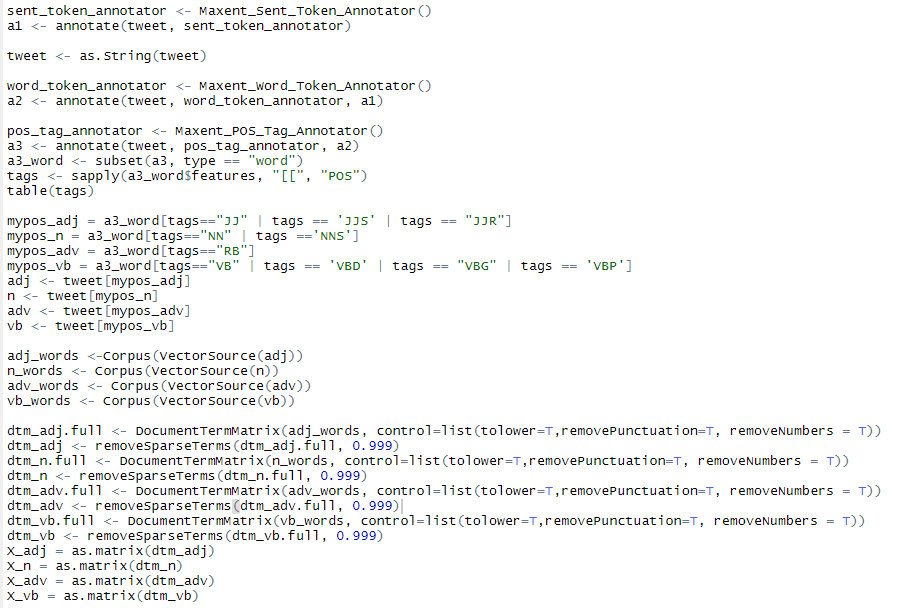 sent_token_annotator <- Maxent_Sent_Token_Annotator()
a1 <- annotate(tweet, sent_token_annotator)
tweet <- as.String(tweet)
word_token_annotator <- Maxent_Word_Token_Annotator()
a2 <- annotate(tweet, word_token_annotator, a1)
pos_tag_annotator <- Maxent_POS_Tag_Annotator()
a3 <- annotate(tweet, pos_tag_annotator, a2)
a3_word <- subset(a3, type == "word")
tags <- sapply(a3_word$features, "[[", "POS")
table(tags)
mypos_adj = a3_word[tags=="JJ" | tags == 'JJS' | tags == "JJR"]
mypos_n = a3_word[tags=="NN" | tags =='NNS']
mypos_adv = a3_word[tags=="RB"]
mypos_vb = a3_word[tags=="VB" | tags == 'VBD' | tags == "VBG" | tags == 'VBP']
adj <- tweet[mypos_adj]
n <- tweet[mypos_n]
adv <- tweet[mypos_adv]
vb <- tweet[mypos_vb]
adj_words <-Corpus(VectorSource(adj))
n_words <- Corpus(VectorSource(n))
adv_words <- Corpus(VectorSource(adv))
vb_words <- Corpus(VectorSource(vb))
dtm_adj.full <- DocumentTermMatrix(adj_words, control=list(tolower=T,removePunctuation=T, removeNumbers = T))
dtm_adj <- removeSparseTerms(dtm_adj.full, 0.999)
dtm_n.full <- DocumentTermMatrix(n_words, control=list(tolower=T,removePunctuation=T, removeNumbers = T))
dtm_n <- removeSparseTerms(dtm_n.full, 0.999)
dtm_adv.full <- DocumentTermMatrix(adv_words, control=list(tolower=T,removePunctuation=T, removeNumbers = T))
dtm_adv <- removeSparseTerms(dtm_adv.full, 0.999)
dtm_vb.full <- DocumentTermMatrix(vb_words, control=list(tolower=T,removePunctuation=T, removeNumbers = T))
dtm_vb <- removeSparseTerms(dtm_vb.full, 0.999)
X_adj = as.matrix(dtm_adj)
X_n = as.matrix(dtm_n)
X_adv = as.matrix(dtm_adv)
X_vb = as.matrix(dtm_vb)